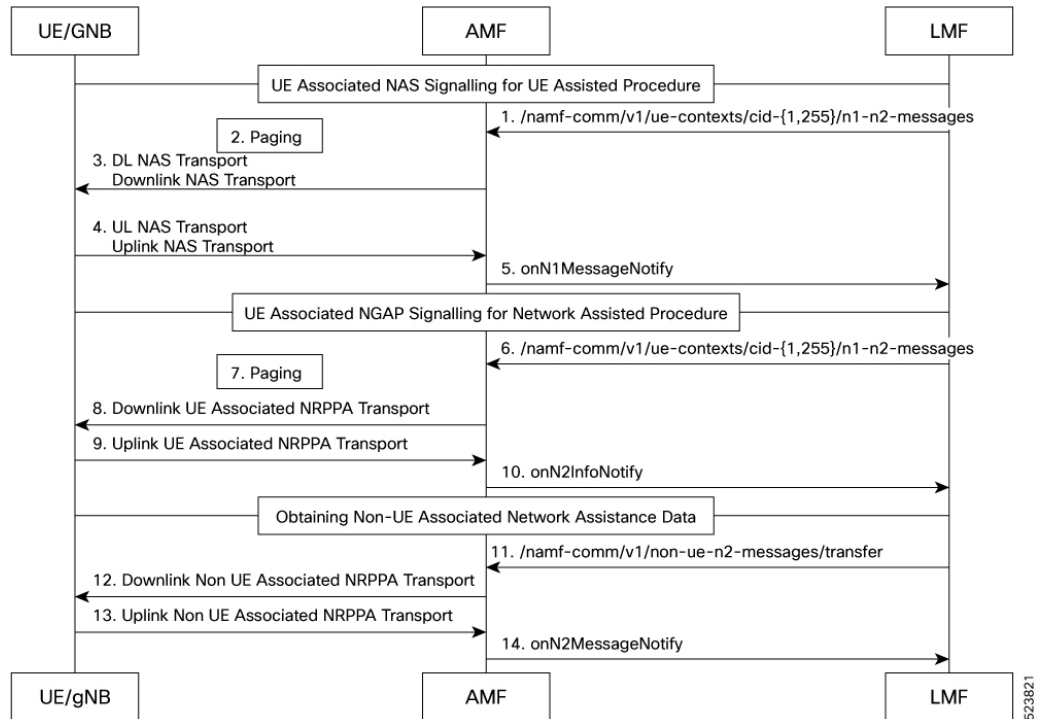 UE/GNB
AMF
LMF
UE Associated NAS Signalling for UE Assisted Procedure
1. /namf-comm/v1/ue-contexts/cid-{1,255}/n1-n2-messages
2. Paging
3. DL NAS Transport
Downlink NAS Transport
4. UL NAS Transport
Uplink NAS Transport
5. onN1MessageNotify
UE Associated NGAP Signalling for Network Assisted Procedure
6. /namf-comm/v1/ue-contexts/cid-{1,255}/n1-n2-messages
7. Paging
8. Downlink UE Associated NRPPA Transport
9. Uplink UE Associated NRPPA Transport
10. onN2InfoNotify
Obtaining Non-UE Associated Network Assistance Data
11. /namf-comm/v1/non-ue-n2-messages/transfer
12. Downlink Non UE Associated NRPPA Transport
13. Uplink Non UE Associated NRPPA Transport
14. onN2MessageNotify
UE/gNB
AMF
LMF
523821